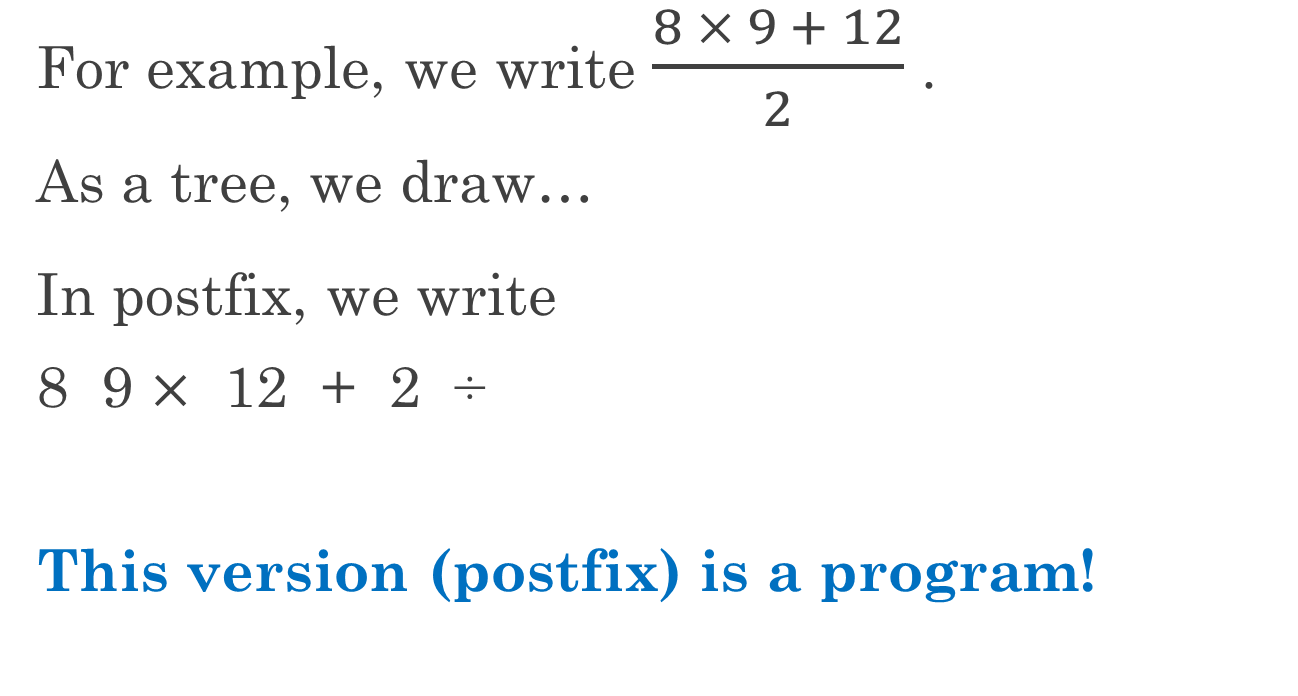 For example, we write \frac{8 × 9 + 12}{2} .
As a tree, we draw…
In postfix, we write
8 9 × 12 + 2 ÷
This version (postfix) is a program!